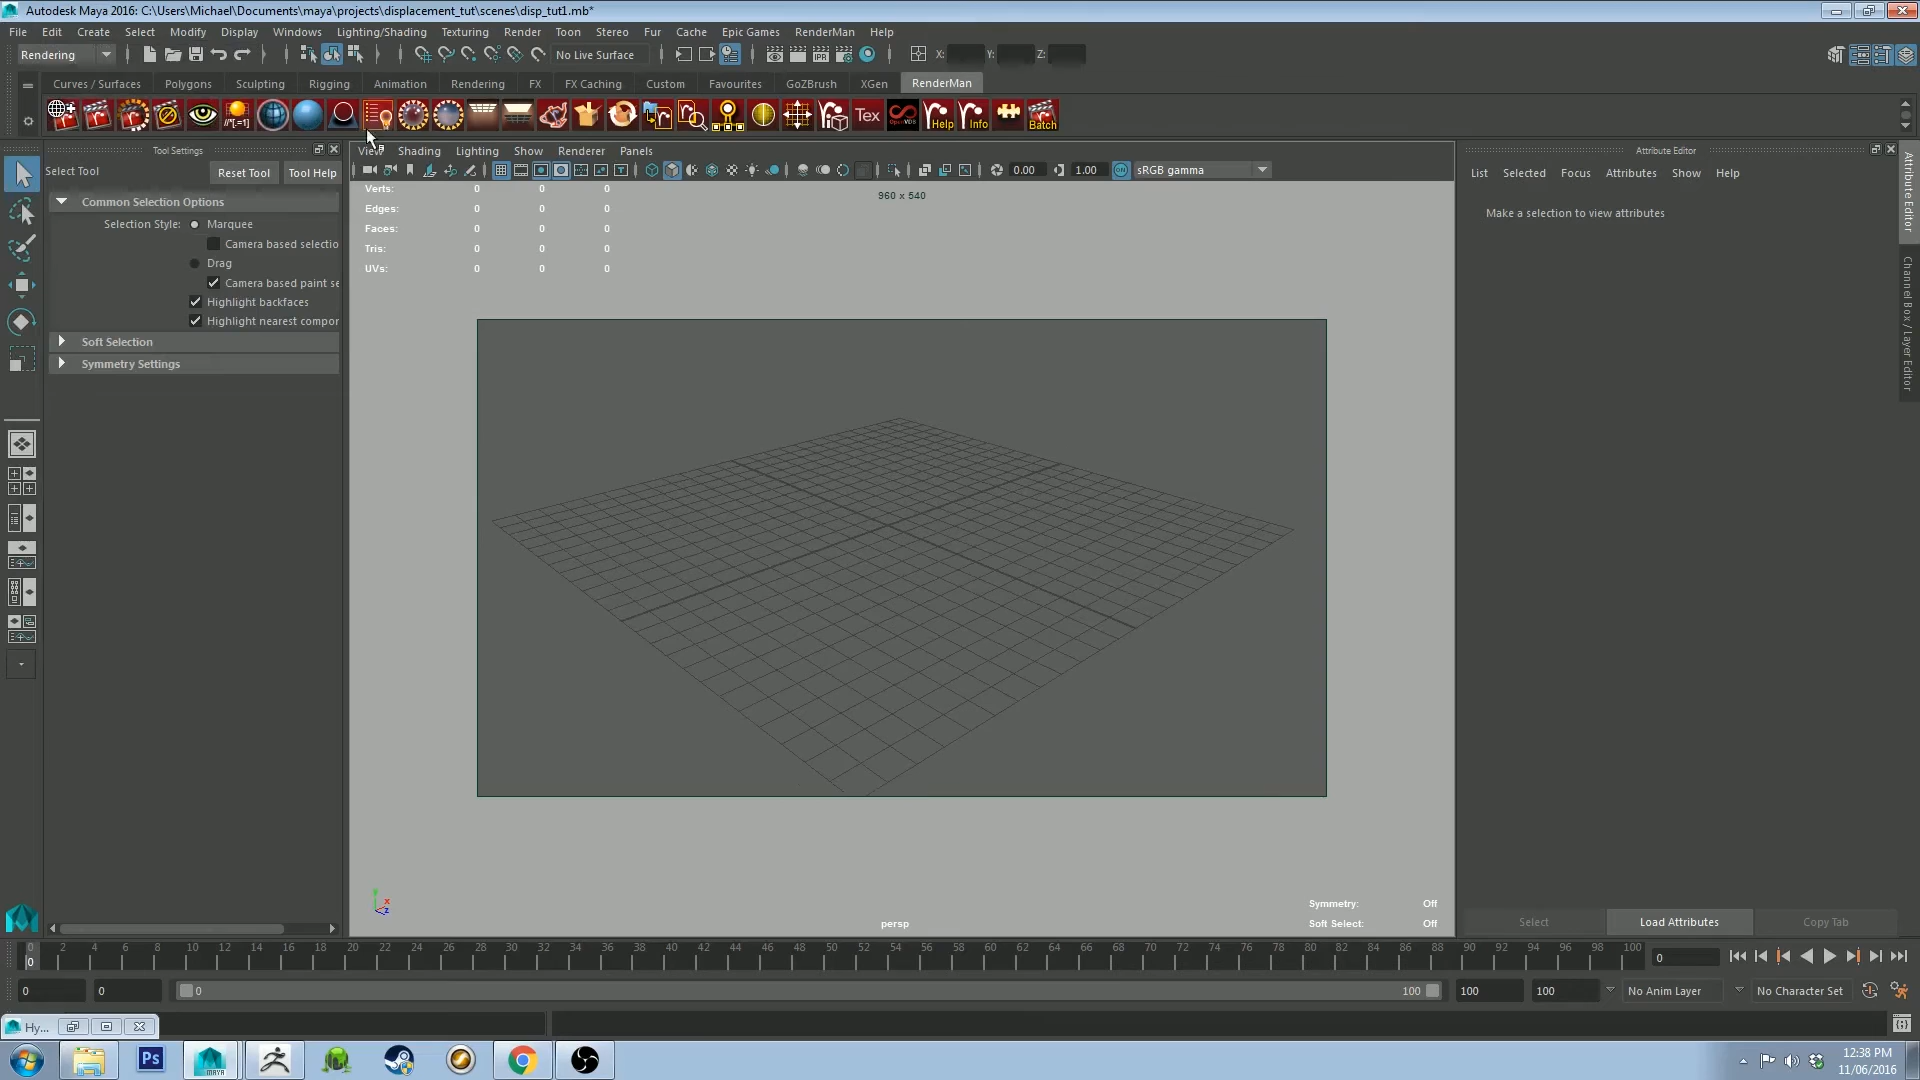 Autodesk Maya 2016: C:\Users\Michael\Documents\maya\projects\displacement_tut\scenes\disp_tut1.mb*
File Edit Create Select Modify Display Windows Lighting/Shading Texturing Render Toon Stereo Fur Cache Epic Games RenderMan Help
Rendering No Live Surface IPR X: Y: Z:
Curves / Surfaces Polygons Sculpting Rigging Animation Rendering FX FX Caching Custom Favourites GoZBrush XGen RenderMan
//*[.=1] Tex Help Info Batch
Tool Settings
Select Tool Reset Tool Tool Help
Common Selection Options
Selection Style: Marquee
Camera based selectio
Drag
Camera based paint se
Highlight backfaces
Highlight nearest compor
Soft Selection
Symmetry Settings
View Shading Lighting Show Renderer Panels
0.00 1.00 sRGB gamma
Verts: 0 0 0
Edges: 0 0 0
Faces: 0 0 0
Tris: 0 0 0
UVs: 0 0 0
960 x 540
persp
Symmetry: Off
Soft Select: Off
Attribute Editor
List Selected Focus Attributes Show Help
Make a selection to view attributes
Attribute Editor
Channel Box / Layer Editor
Select Load Attributes Copy Tab
0 2 4 6 8 10 12 14 16 18 20 22 24 26 28 30 32 34 36 38 40 42 44 46 48 50 52 54 56 58 60 62 64 66 68 70 72 74 76 78 80 82 84 86 88 90 92 94 96 98 100
0 0
0 0 0 100 100 100 No Anim Layer No Character Set
Hy...
Ps MAYA
12:38 PM
11/06/2016